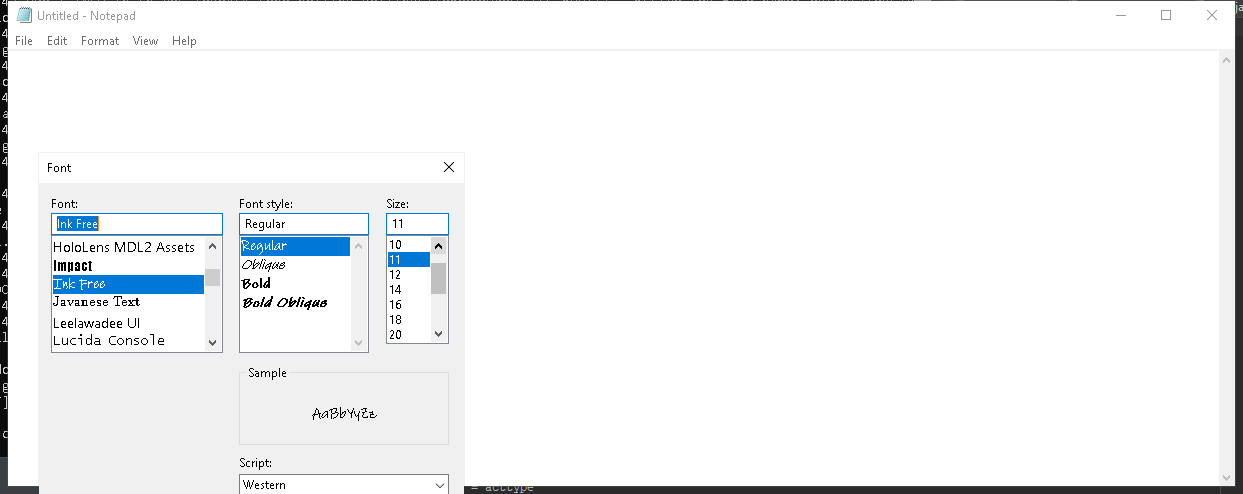 Untitled - Notepad
File Edit Format View Help
Font
Font: Font style: Size:
Ink Free Regular 11
HoloLens MDL2 Assets
Impact
Ink Free
Javanese Text
Leelawadee UI
Lucida Console
Regular
Oblique
Bold
Bold Oblique
10
11
12
14
16
18
20
Sample
AaBbYyZz
Script:
Western
= acctype